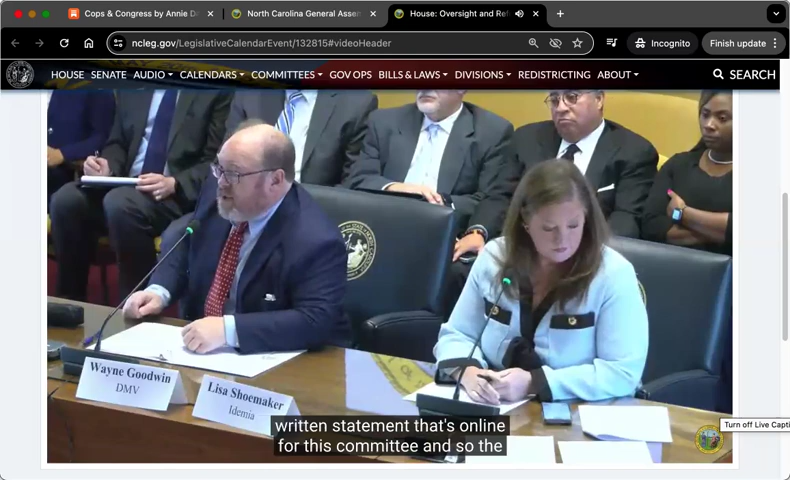 Cops & Congress by Annie D
North Carolina General Asse
House: Oversight and Ref
ncleg.gov/LegislativeCalendarEvent/132815#videoHeader
Incognito
Finish update
HOUSE SENATE AUDIO CALENDARS COMMITTEES GOV OPS BILLS & LAWS DIVISIONS REDISTRICTING ABOUT SEARCH
Wayne Goodwin
DMV
Lisa Shoemaker
Idemia
written statement that's online
for this committee and so the
Turn off Live Capti